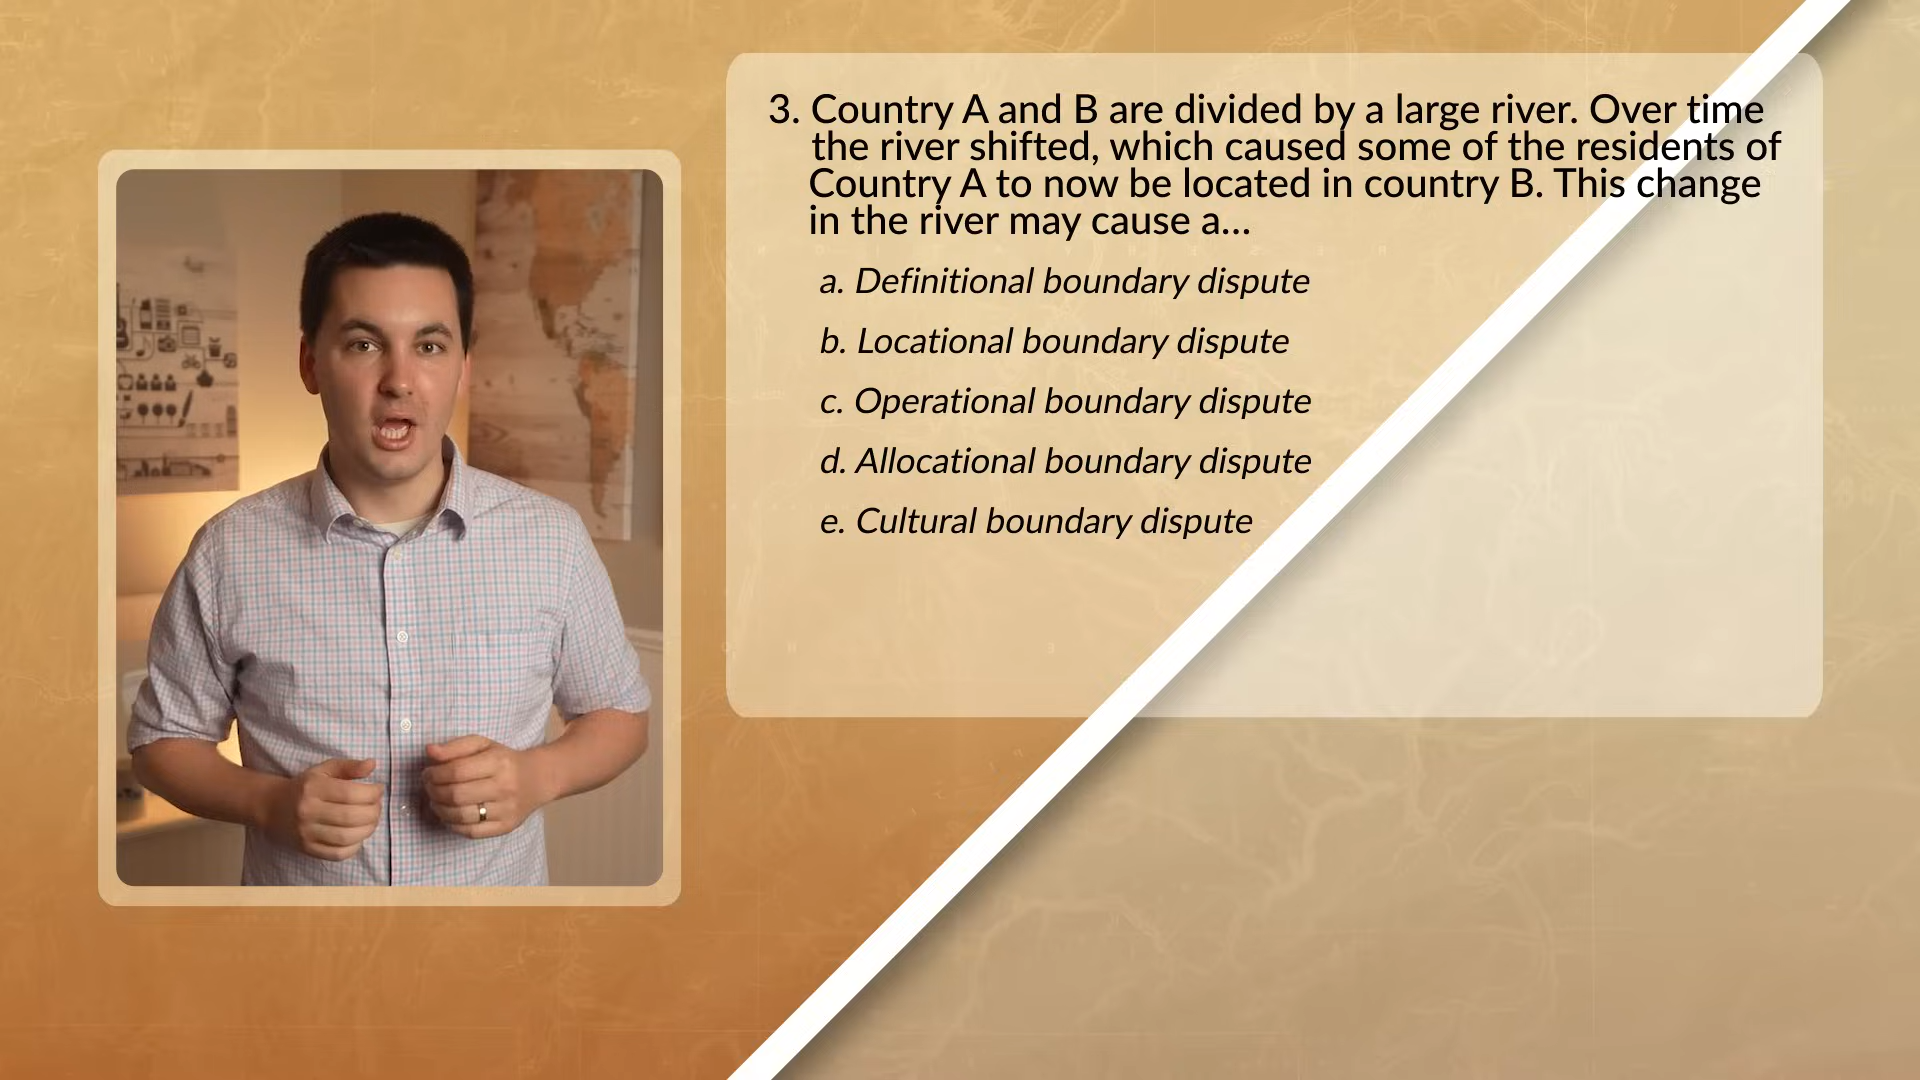 3. Country A and B are divided by a large river. Over time
the river shifted, which caused some of the residents of
Country A to now be located in country B. This change
in the river may cause a...
a. Definitional boundary dispute
b. Locational boundary dispute
c. Operational boundary dispute
d. Allocational boundary dispute
e. Cultural boundary dispute